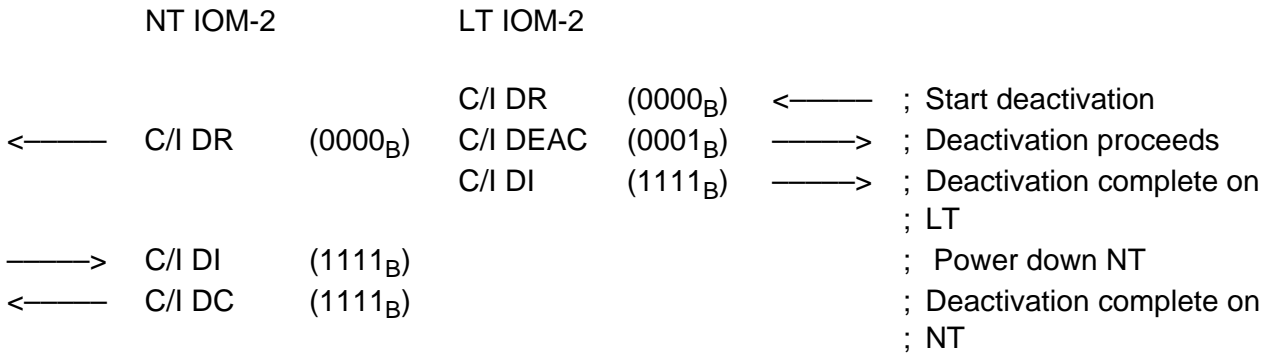 NT IOM-2 LT IOM-2
C/I DR (0000B) <––––– ; Start deactivation
<––––– C/I DR (0000B) C/I DEAC (0001B) –––––> ; Deactivation proceeds
C/I DI (1111B) –––––> ; Deactivation complete on
; LT
–––––> C/I DI (1111B) ; Power down NT
<––––– C/I DC (1111B) ; Deactivation complete on
; NT